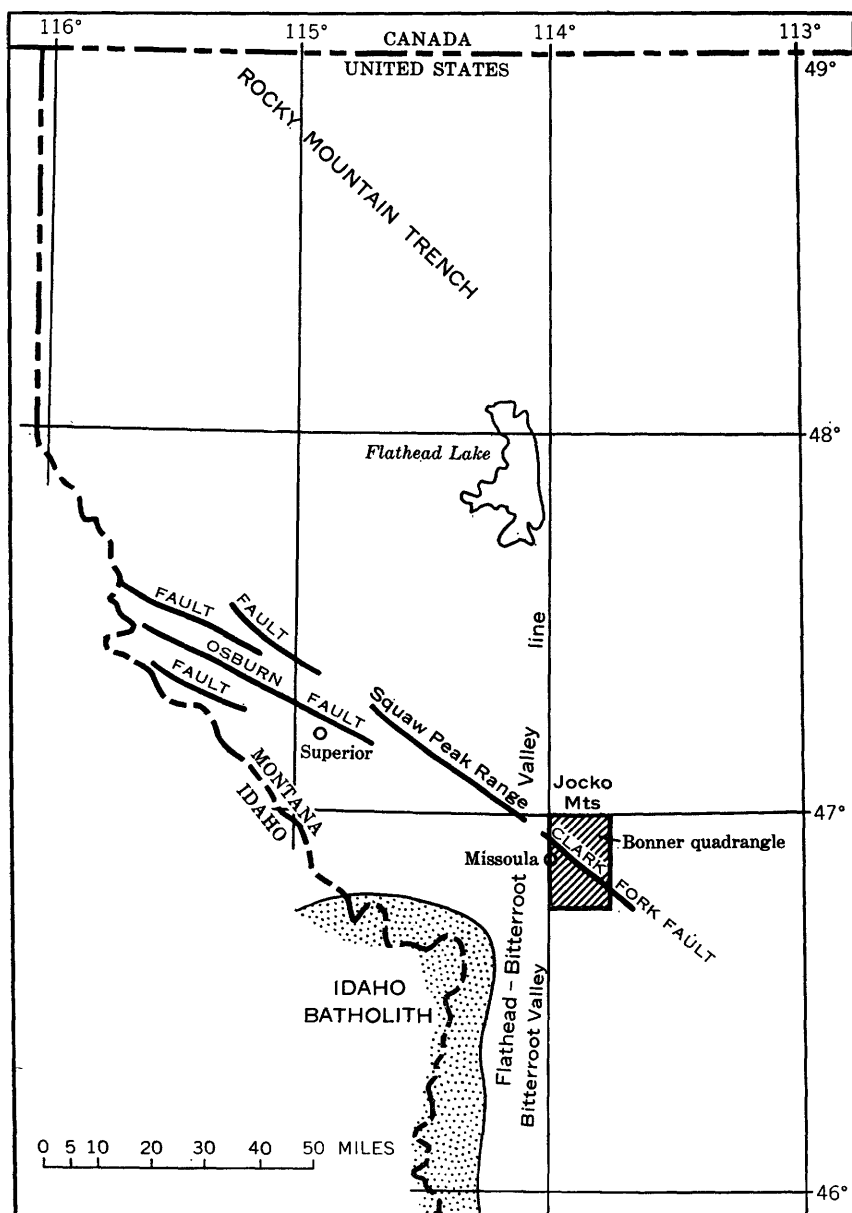 116° 115° 114° 113°
CANADA
UNITED STATES
49°
ROCKY MOUNTAIN TRENCH
48°
Flathead Lake
FAULT
FAULT
OSBURN FAULT
FAULT
Superior
Squaw Peak Range
Flathead – Bitterroot Valley line
Jocko
Mts
47°
MONTANA
IDAHO
Bonner quadrangle
Missoula
CLARK FORK FAULT
IDAHO
BATHOLITH
Bitterroot Valley
0 5 10 20 30 40 50 MILES
46°